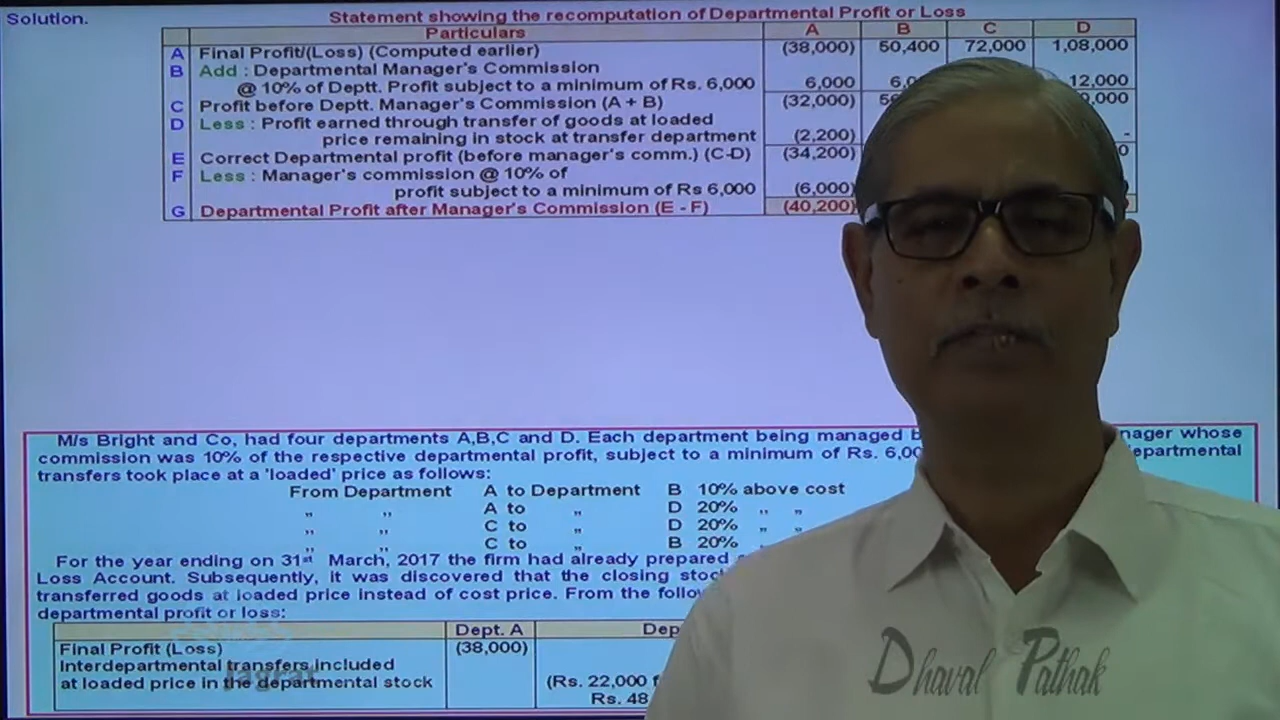 Solution.
Statement showing the recomputation of Departmental Profit or Loss
Particulars A B C D
A Final Profit/(Loss) (Computed earlier) (38,000) 50,400 72,000 1,08,000
B Add : Departmental Manager's Commission
@ 10% of Deptt. Profit subject to a minimum of Rs. 6,000 6,000 12,000
C Profit before Deptt. Manager's Commission (A + B) (32,000)
D Less : Profit earned through transfer of goods at loaded
price remaining in stock at transfer department (2,200) -
E Correct Departmental profit (before manager's comm.) (C-D) (34,200)
F Less : Manager's commission @ 10% of
profit subject to a minimum of Rs 6,000 (6,000)
G Departmental Profit after Manager's Commission (E - F) (40,200)
M/s Bright and Co, had four departments A,B,C and D. Each department being managed whose
commission was 10% of the respective departmental profit, subject to a minimum of Rs.
transfers took place at a 'loaded' price as follows:
From Department A to Department B 10% above cost
,, ,, A to ,, D 20% ,, ,,
,, ,, C to ,, D 20% ,, ,,
,, ,, C to ,, B 20%
For the year ending on 31st March, 2017 the firm had already prepared
Loss Account. Subsequently, it was discovered that the closing
transferred goods at loaded price instead of cost price. From the
departmental profit or loss:
Dept. A
Final Profit (Loss) (38,000)
Interdepartmental transfers included
at loaded price in the departmental stock (Rs. 22,000
Rs. 48
Jagrat
Dhaval Pathak